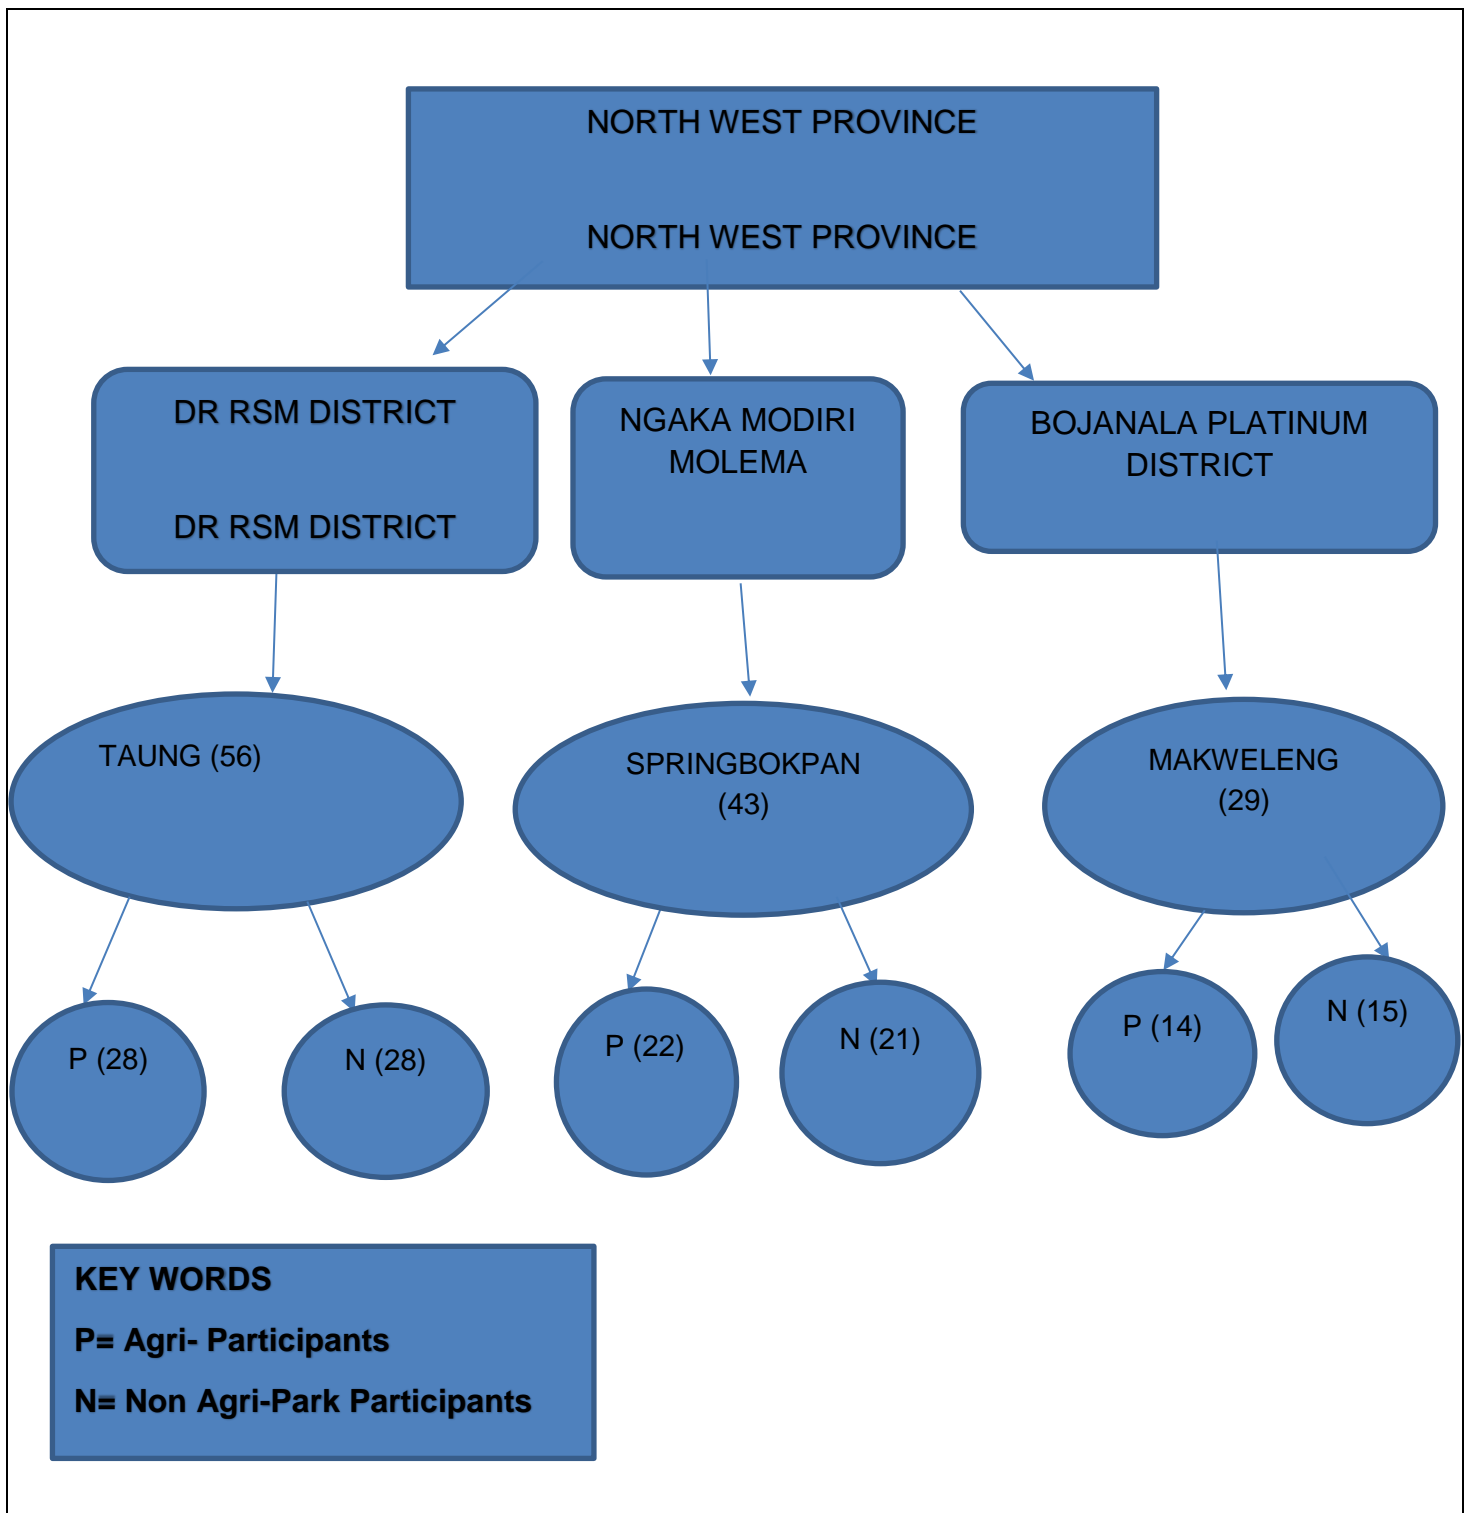 NORTH WEST PROVINCE
NORTH WEST PROVINCE
DR RSM DISTRICT
DR RSM DISTRICT
NGAKA MODIRI
MOLEMA
BOJANALA PLATINUM
DISTRICT
TAUNG (56)
SPRINGBOKPAN
(43)
MAKWELENG
(29)
P (28)
N (28)
P (22)
N (21)
P (14)
N (15)
KEY WORDS
P= Agri- Participants
N= Non Agri-Park Participants